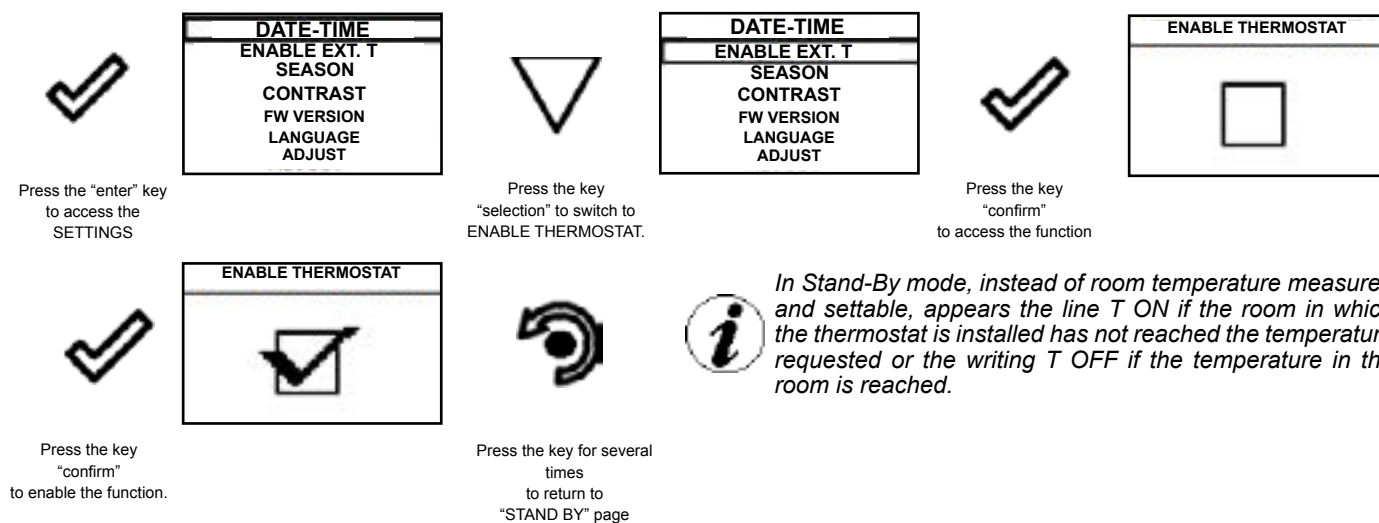 DATE-TIME
ENABLE EXT. T
SEASON
CONTRAST
FW VERSION
LANGUAGE
ADJUST
Press the “enter” key
to access the
SETTINGS
Press the key
“selection” to switch to
ENABLE THERMOSTAT.
DATE-TIME
ENABLE EXT. T
SEASON
CONTRAST
FW VERSION
LANGUAGE
ADJUST
Press the key
“confirm”
to access the function
ENABLE THERMOSTAT
ENABLE THERMOSTAT
Press the key
“confirm”
to enable the function.
Press the key for several
times
to return to
“STAND BY” page
In Stand-By mode, instead of room temperature measure
and settable, appears the line T ON if the room in whic
the thermostat is installed has not reached the temperatur
requested or the writing T OFF if the temperature in th
room is reached.